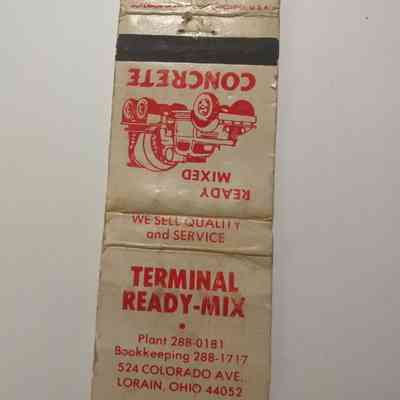 CONCRETE
MIXED
READY
WE SELL QUALITY
and SERVICE
TERMINAL
READY-MIX
•
Plant 288-0181
Bookkeeping 288-1717
524 COLORADO AVE.
LORAIN, OHIO 44052